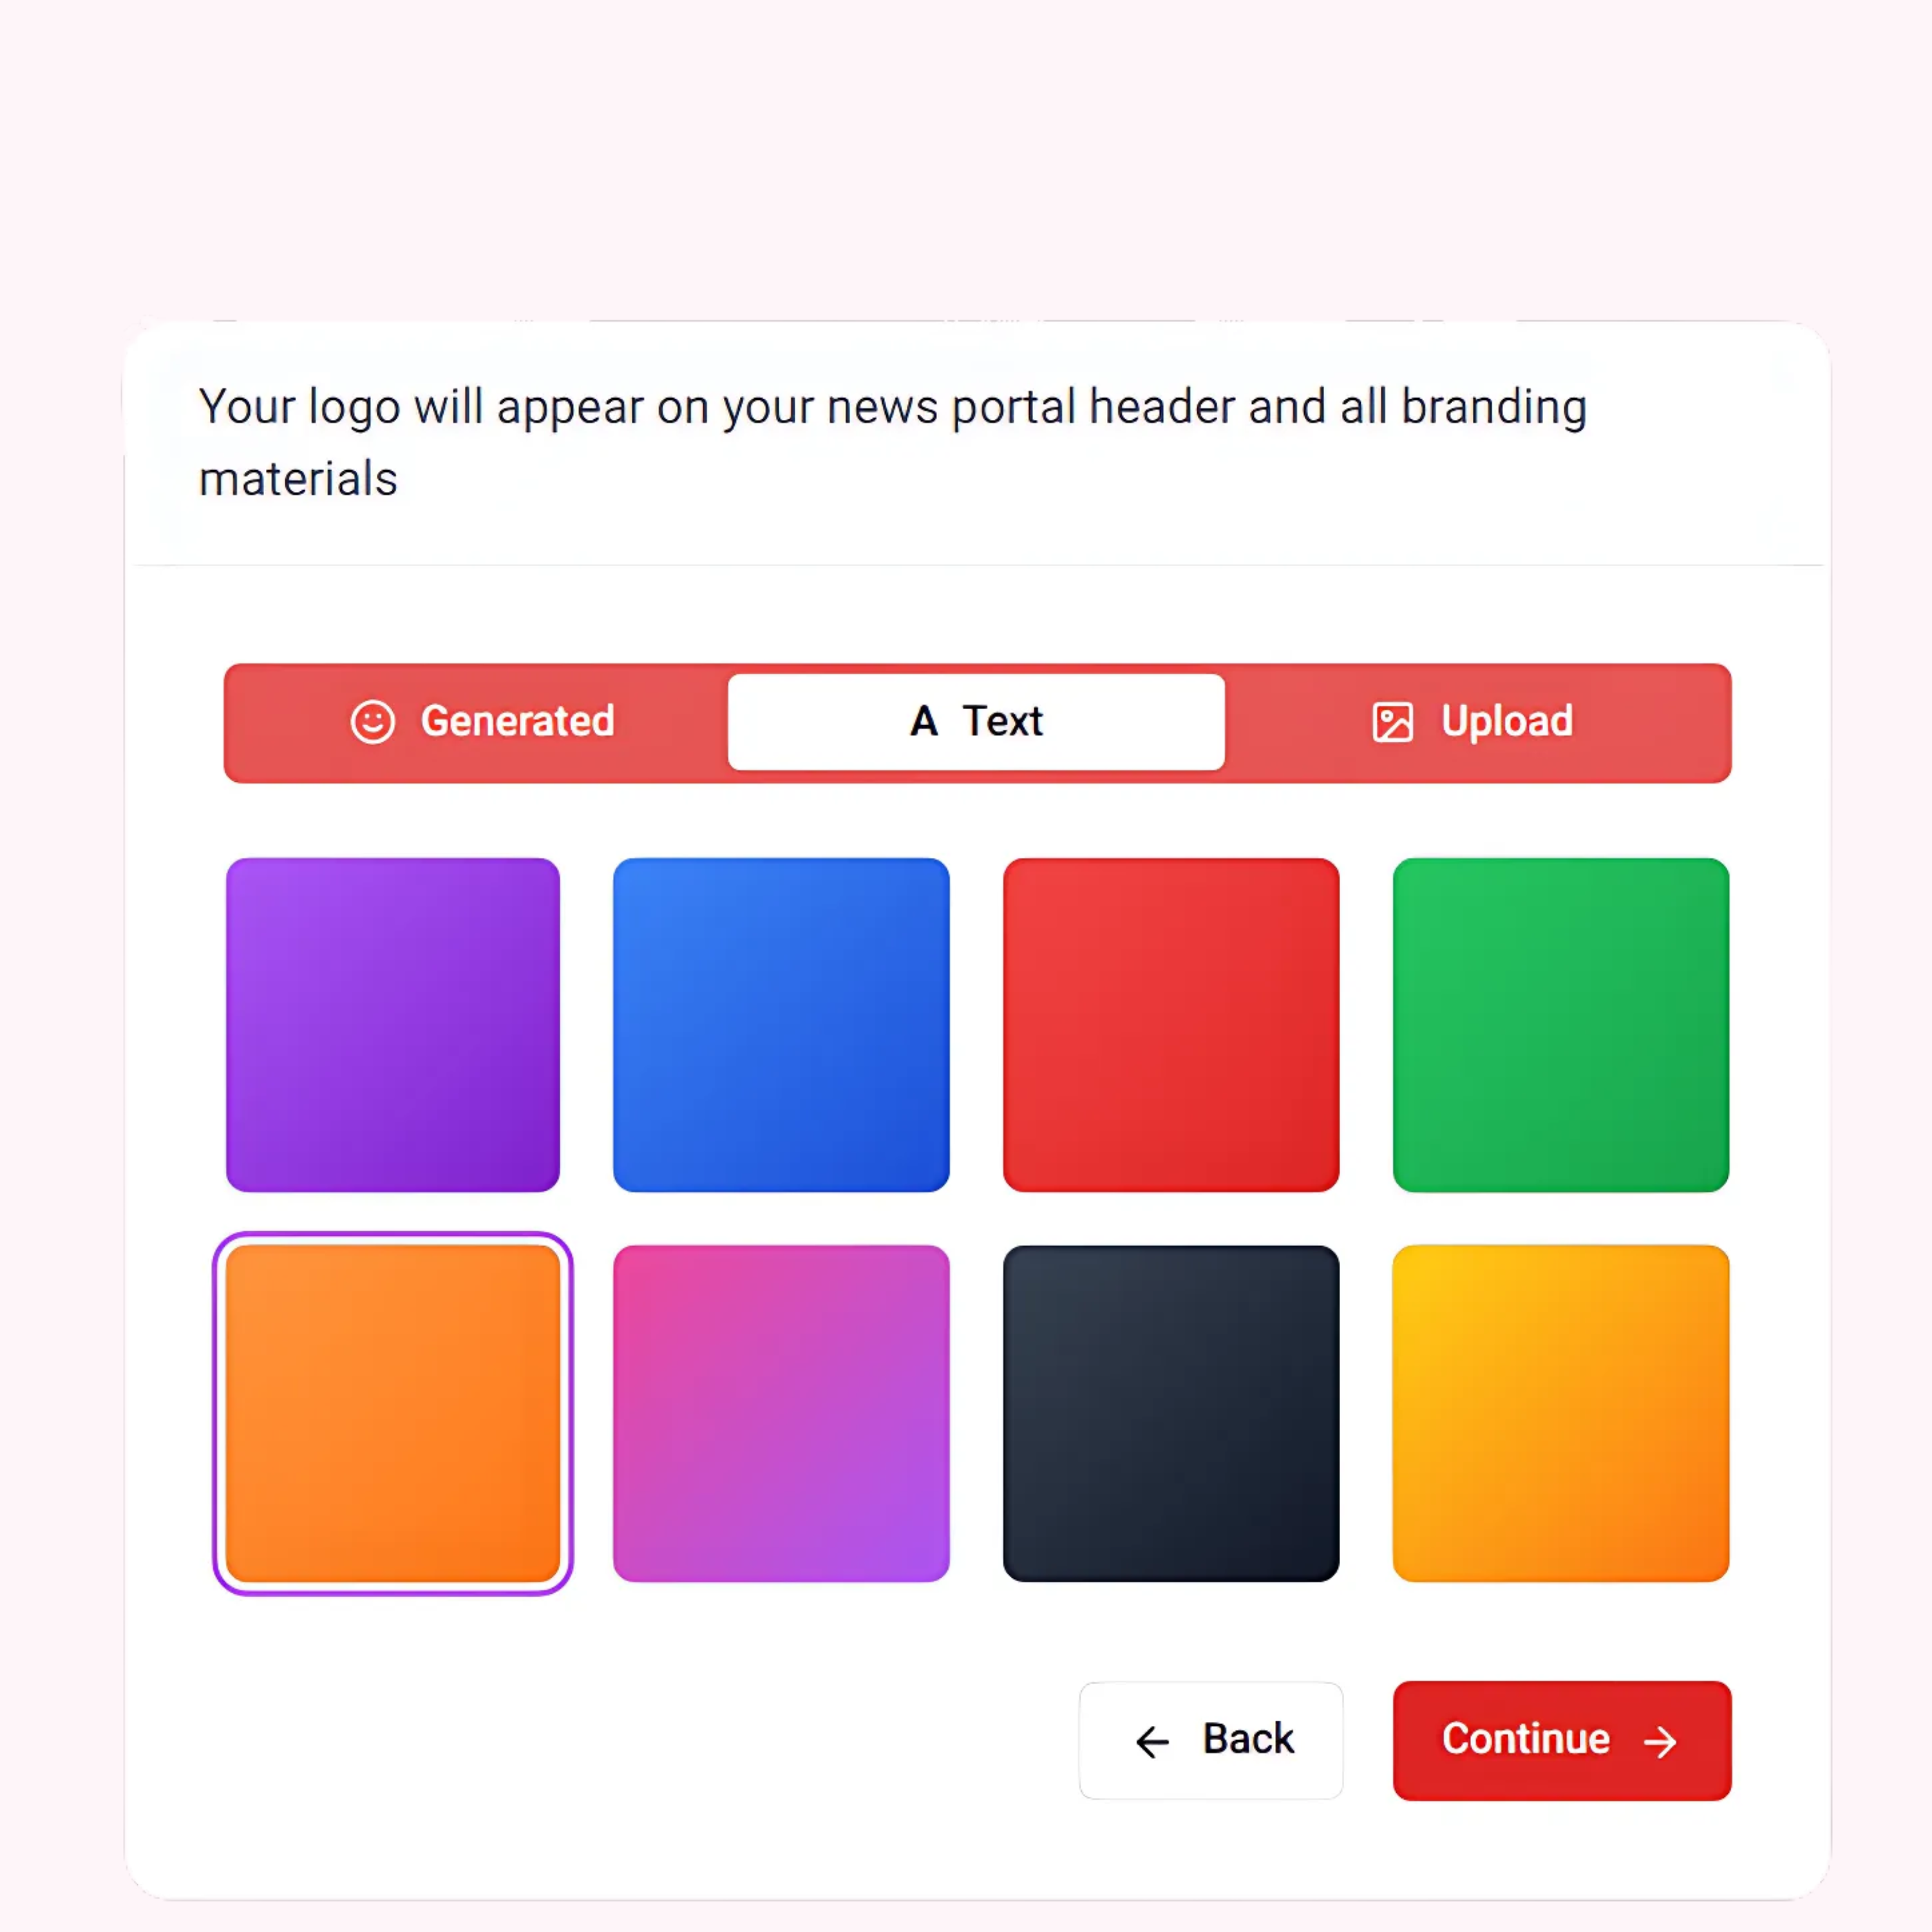 Your logo will appear on your news portal header and all branding
materials
Generated
A Text
Upload
Back
Continue